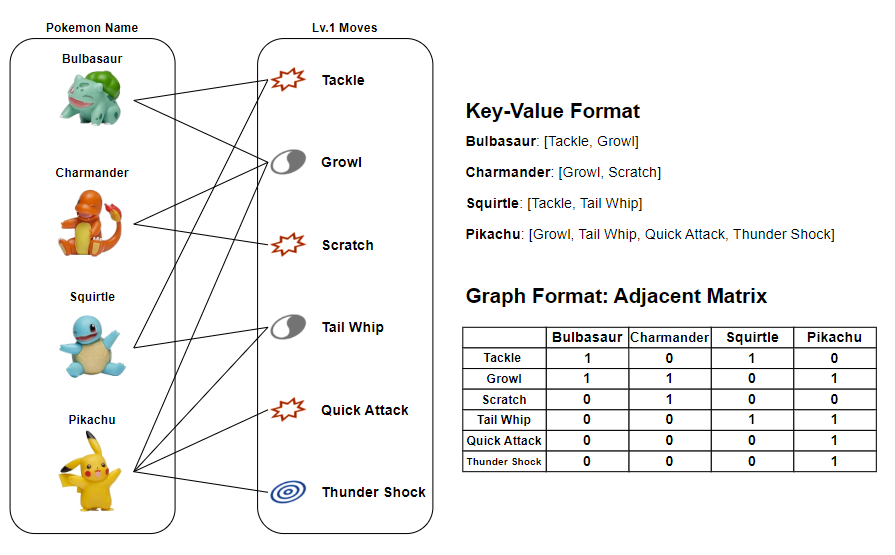 Pokemon Name
Bulbasaur
Charmander
Squirtle
Pikachu
Lv.1 Moves
Tackle
Growl
Scratch
Tail Whip
Quick Attack
Thunder Shock
Key-Value Format
Bulbasaur: [Tackle, Growl]
Charmander: [Growl, Scratch]
Squirtle: [Tackle, Tail Whip]
Pikachu: [Growl, Tail Whip, Quick Attack, Thunder Shock]
Graph Format: Adjacent Matrix
Bulbasaur Charmander Squirtle Pikachu
Tackle 1 0 1 0
Growl 1 1 0 1
Scratch 0 1 0 0
Tail Whip 0 0 1 1
Quick Attack 0 0 0 1
Thunder Shock 0 0 0 1